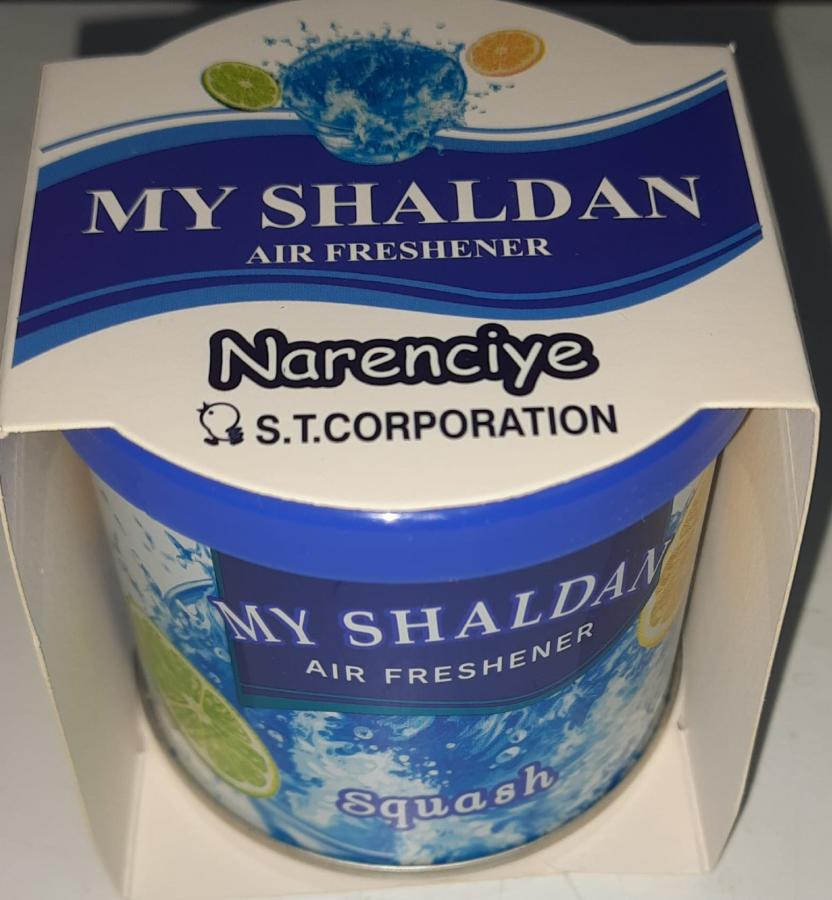 MY SHALDAN
AIR FRESHENER
Narenciye
S.T.CORPORATION
MY SHALDAN
AIR FRESHENER
squash